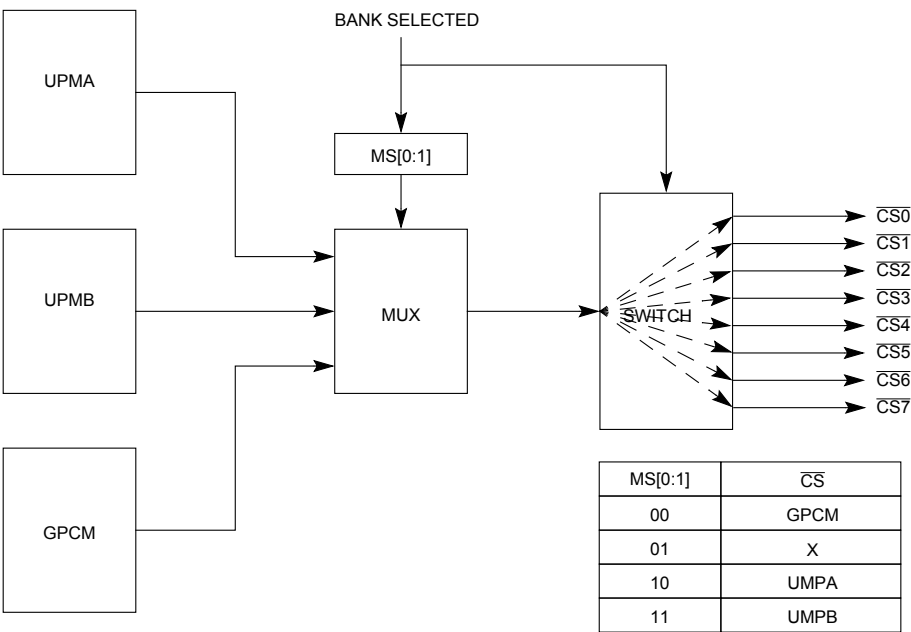 BANK SELECTED
UPMA
MS[0:1]
UPMB
MUX
SWITCH
GPCM
CS0
CS1
CS2
CS3
CS4
CS5
CS6
CS7
MS[0:1] CS
00 GPCM
01 X
10 UMPA
11 UMPB